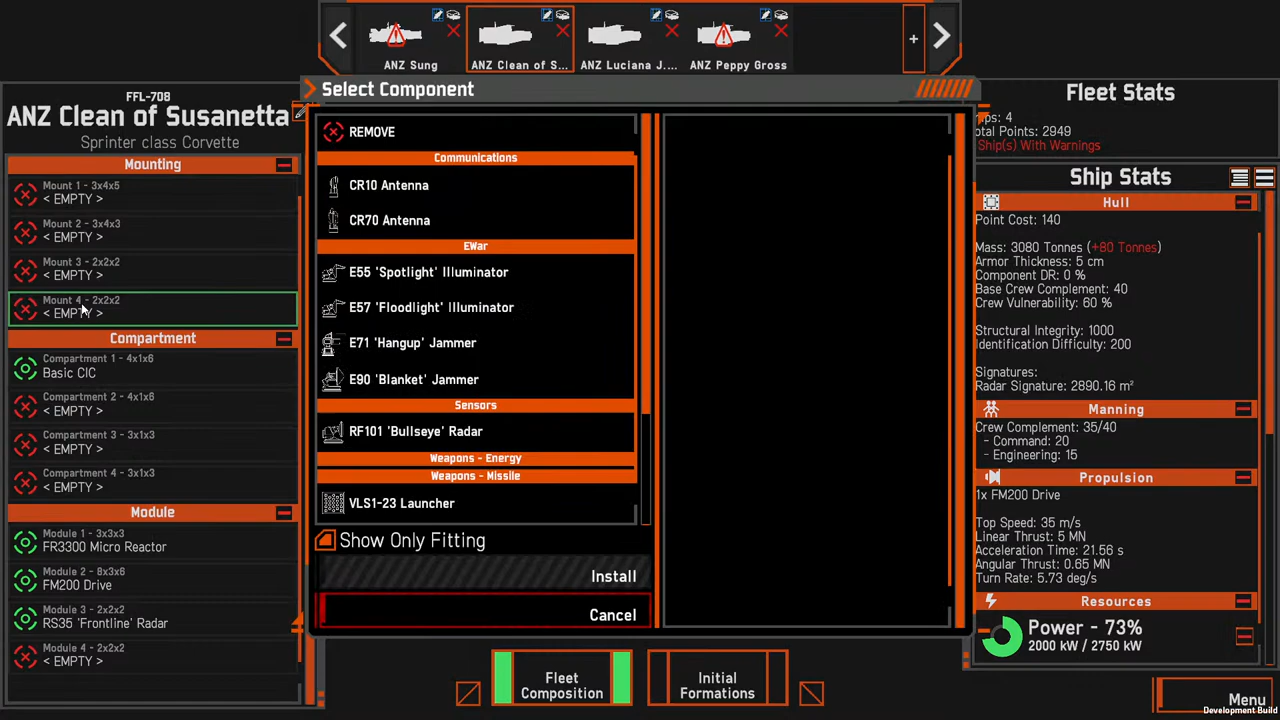 ANZ Sung
ANZ Clean of S...
ANZ Luciana J....
ANZ Peppy Gross
+
FFL-708
ANZ Clean of Susanetta
Sprinter class Corvette
Mounting
Mount 1 - 3x4x5
< EMPTY >
Mount 2 - 3x4x3
< EMPTY >
Mount 3 - 2x2x2
< EMPTY >
Mount 4 - 2x2x2
< EMPTY >
Compartment
Compartment 1 - 4x1x6
Basic CIC
Compartment 2 - 4x1x6
< EMPTY >
Compartment 3 - 3x1x3
< EMPTY >
Compartment 4 - 3x1x3
< EMPTY >
Module
Module 1 - 3x3x3
FR3300 Micro Reactor
Module 2 - 8x3x6
FM200 Drive
Module 3 - 2x2x2
RS35 'Frontline' Radar
Module 4 - 2x2x2
< EMPTY >
Select Component
REMOVE
Communications
CR10 Antenna
CR70 Antenna
EWar
E55 'Spotlight' Illuminator
E57 'Floodlight' Illuminator
E71 'Hangup' Jammer
E90 'Blanket' Jammer
Sensors
RF101 'Bullseye' Radar
Weapons - Energy
Weapons - Missile
VLS1-23 Launcher
Show Only Fitting
Install
Cancel
Fleet Composition
Initial Formations
Fleet Stats
ps: 4
otal Points: 2949
Ship(s) With Warnings
Ship Stats
Hull
Point Cost: 140
Mass: 3080 Tonnes (+80 Tonnes)
Armor Thickness: 5 cm
Component DR: 0 %
Base Crew Complement: 40
Crew Vulnerability: 60 %
Structural Integrity: 1000
Identification Difficulty: 200
Signatures:
Radar Signature: 2890.16 m²
Manning
Crew Complement: 35/40
- Command: 20
- Engineering: 15
Propulsion
1x FM200 Drive
Top Speed: 35 m/s
Linear Thrust: 5 MN
Acceleration Time: 21.56 s
Angular Thrust: 0.65 MN
Turn Rate: 5.73 deg/s
Resources
Power - 73%
2000 kW / 2750 kW
Menu
Development Build